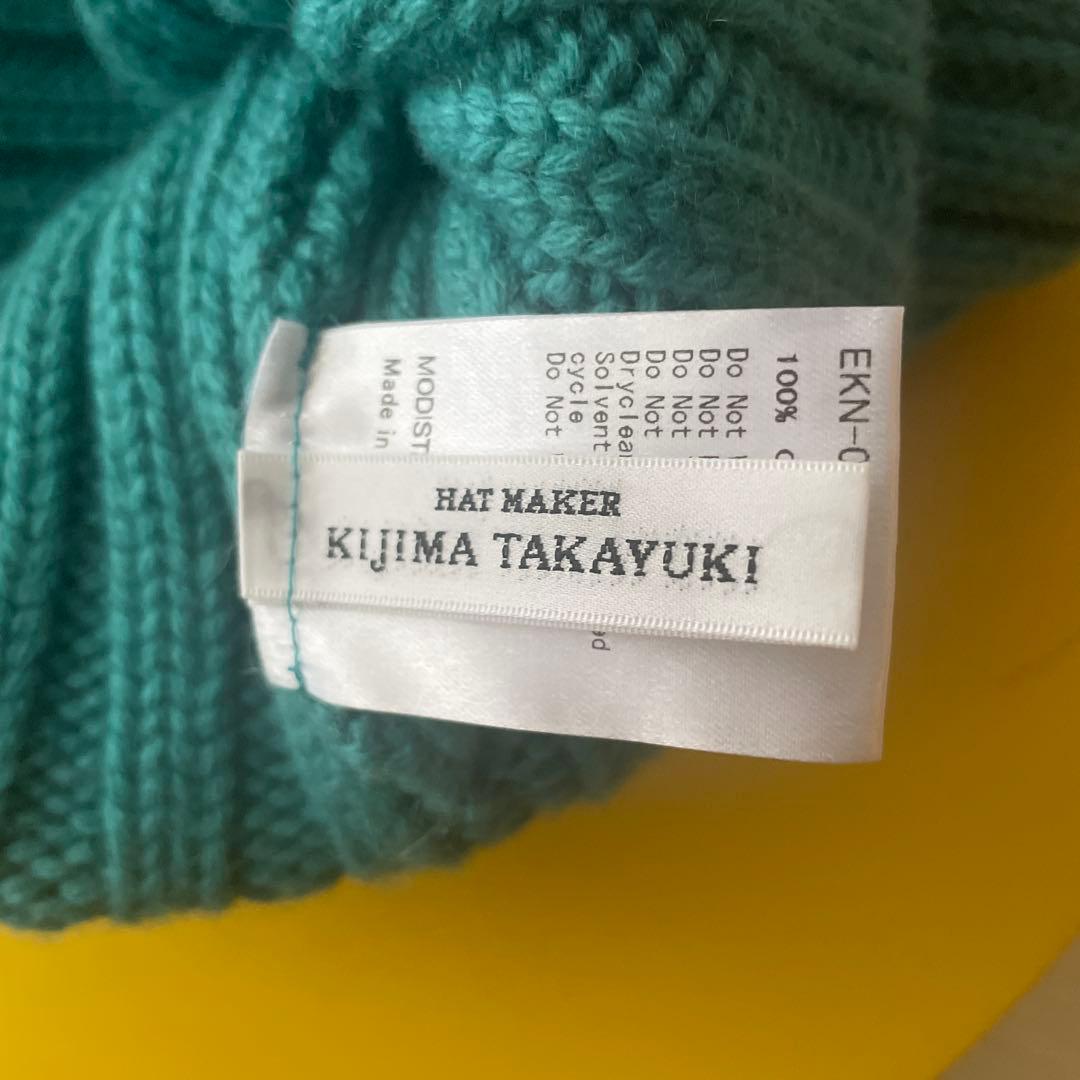 HAT MAKER
KIJIMA TAKAYUKI
EKN-0
100%
Do Not
Do Not
Do Not
Do Not
Solvent
cycle
Do Not
MODIST
Made in